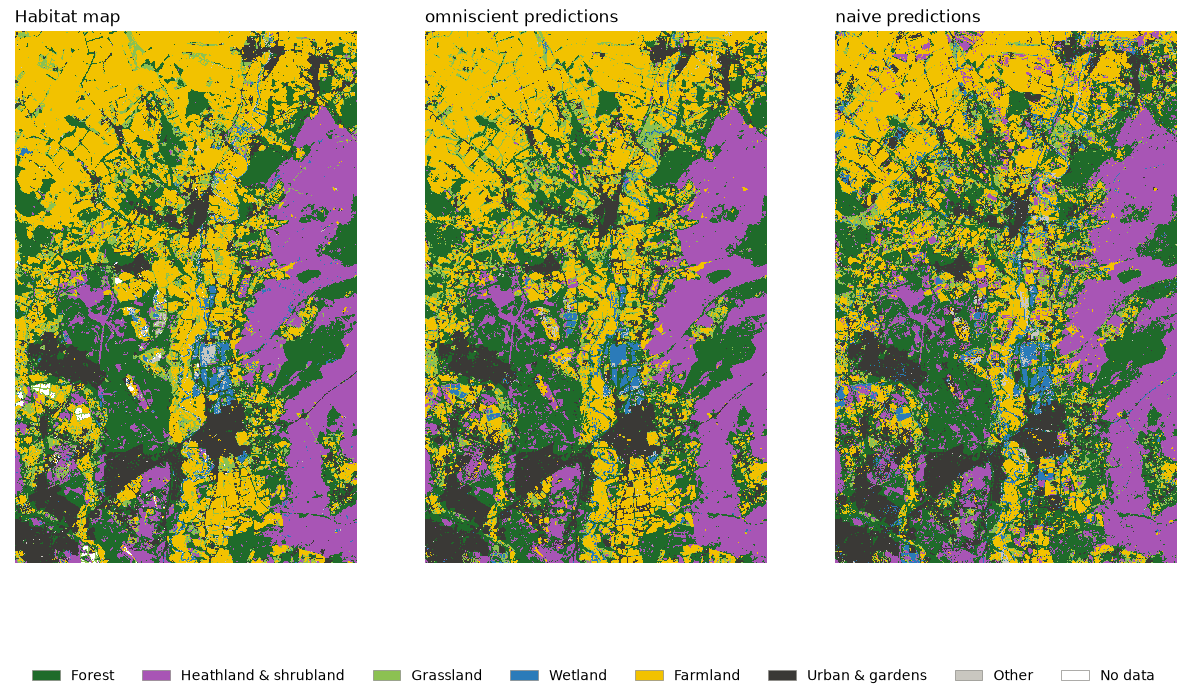 Habitat map
omniscient predictions
naive predictions
Forest
Heathland & shrubland
Grassland
Wetland
Farmland
Urban & gardens
Other
No data